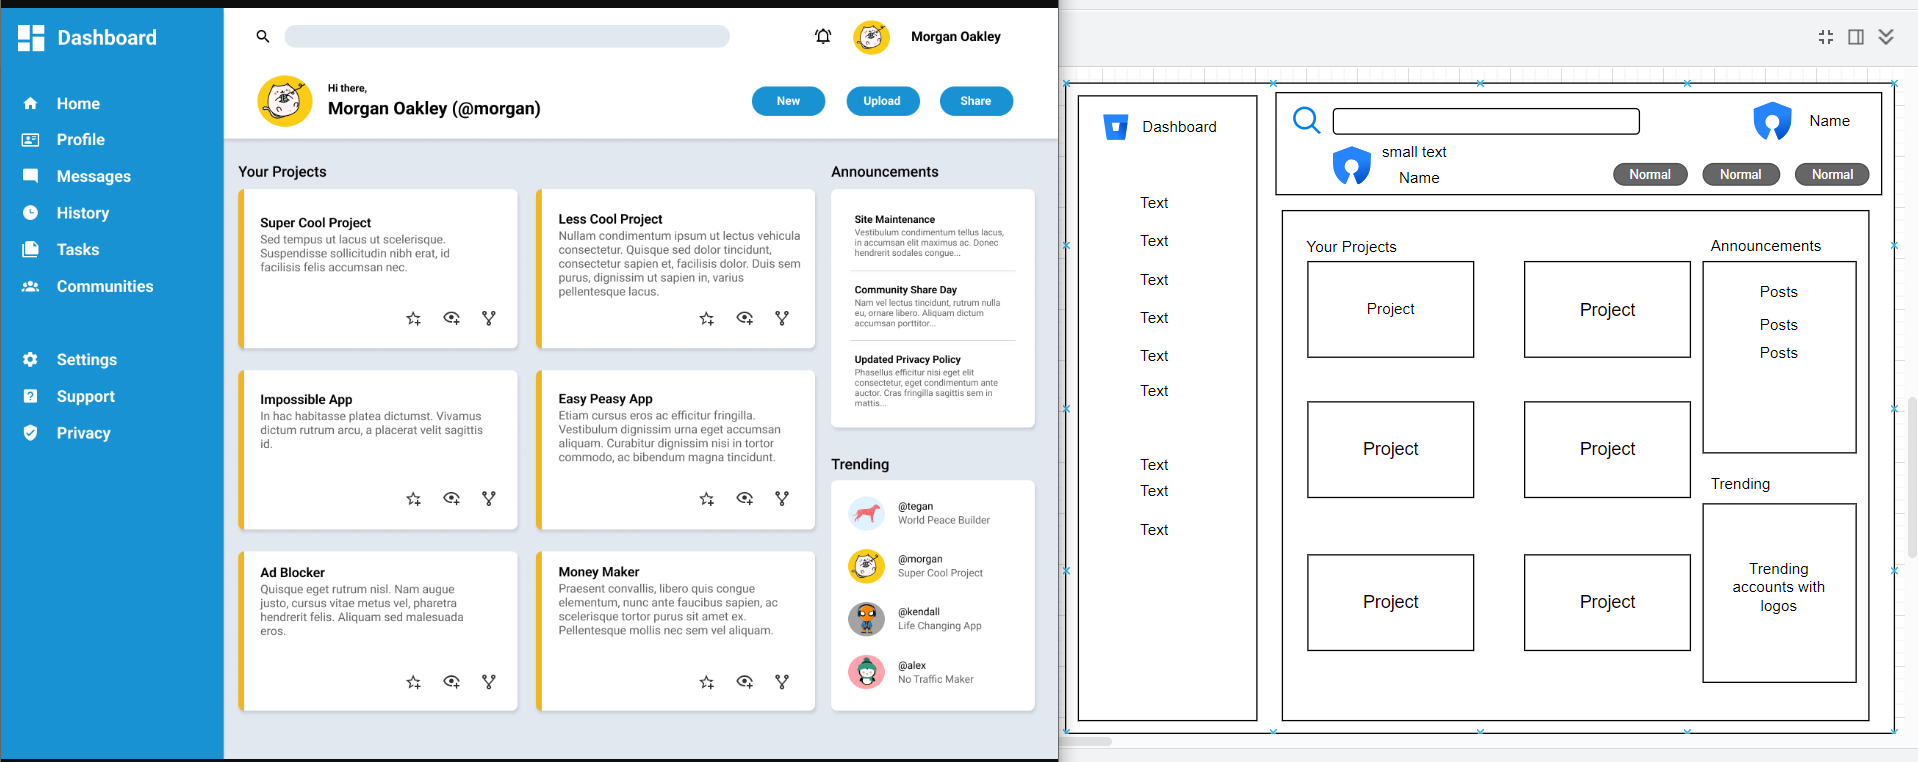 Dashboard
Home
Profile
Messages
History
Tasks
Communities
Settings
Support
Privacy
Morgan Oakley
Hi there,
Morgan Oakley (@morgan)
New
Upload
Share
Your Projects
Super Cool Project
Sed tempus ut lacus ut scelerisque.
Suspendisse sollicitudin nibh erat, id
facilisis felis accumsan nec.
Less Cool Project
Nullam condimentum ipsum ut lectus vehicula
consectetur. Quisque sed dolor tincidunt,
consectetur sapien et, facilisis dolor. Duis sem
purus, dignissim ut sapien in, varius
pellentesque lacus.
Impossible App
In hac habitasse platea dictumst. Vivamus
dictum rutrum arcu, a placerat velit sagittis
id.
Easy Peasy App
Etiam cursus eros ac efficitur fringilla.
Vestibulum dignissim urna eget accumsan
aliquam. Curabitur dignissim nisi in tortor
commodo, ac bibendum magna tincidunt.
Ad Blocker
Quisque eget rutrum nisl. Nam augue
justo, cursus vitae metus vel, pharetra
hendrerit felis. Aliquam sed malesuada
eros.
Money Maker
Praesent convallis, libero quis congue
elementum, nunc ante faucibus sapien, ac
scelerisque tortor purus sit amet ex.
Pellentesque mollis nec sem vel aliquam.
Announcements
Site Maintenance
Vestibulum condimentum tellus lacus,
in accumsan elit maximus ac. Donec
hendrerit sodales congue...
Community Share Day
Nam vel lectus tincidunt, rutrum nulla
eu, ornare libero. Aliquam dictum
accumsan porttitor...
Updated Privacy Policy
Phasellus efficitur nisi eget elit
consectetur, eget condimentum ante
auctor. Cras fringilla sagittis sem in
mattis...
Trending
@tegan
World Peace Builder
@morgan
Super Cool Project
@kendall
Life Changing App
@alex
No Traffic Maker
Dashboard
Text
Text
Text
Text
Text
Text
Text
Text
Text
Name
small text
Name
Normal
Normal
Normal
Your Projects
Project
Project
Project
Project
Project
Project
Announcements
Posts
Posts
Posts
Trending
Trending
accounts with
logos